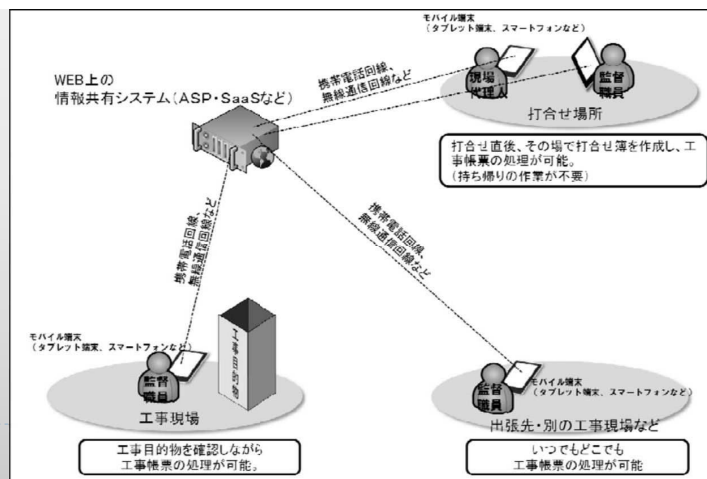 モバイル端末
(タブレット端末、スマートフォンなど)
WEB上の
情報共有システム(ASP・SaaSなど)
携帯電話回線、
無線通信回線など
現場
代理人
監督
職員
打合せ場所
打合せ直後、その場で打合せ簿を作成し、工
事帳票の処理が可能。
(持ち帰りの作業が不要)
携帯電話回線、
無線通信回線など
携帯電話回線、
無線通信回線など
工事目的物
モバイル端末
(タブレット端末、スマートフォンなど)
監督
職員
工事現場
工事目的物を確認しながら
工事帳票の処理が可能。
監督
職員
モバイル端末
(タブレット端末、スマートフォンなど)
出張先・別の工事現場など
いつでもどこでも
工事帳票の処理が可能